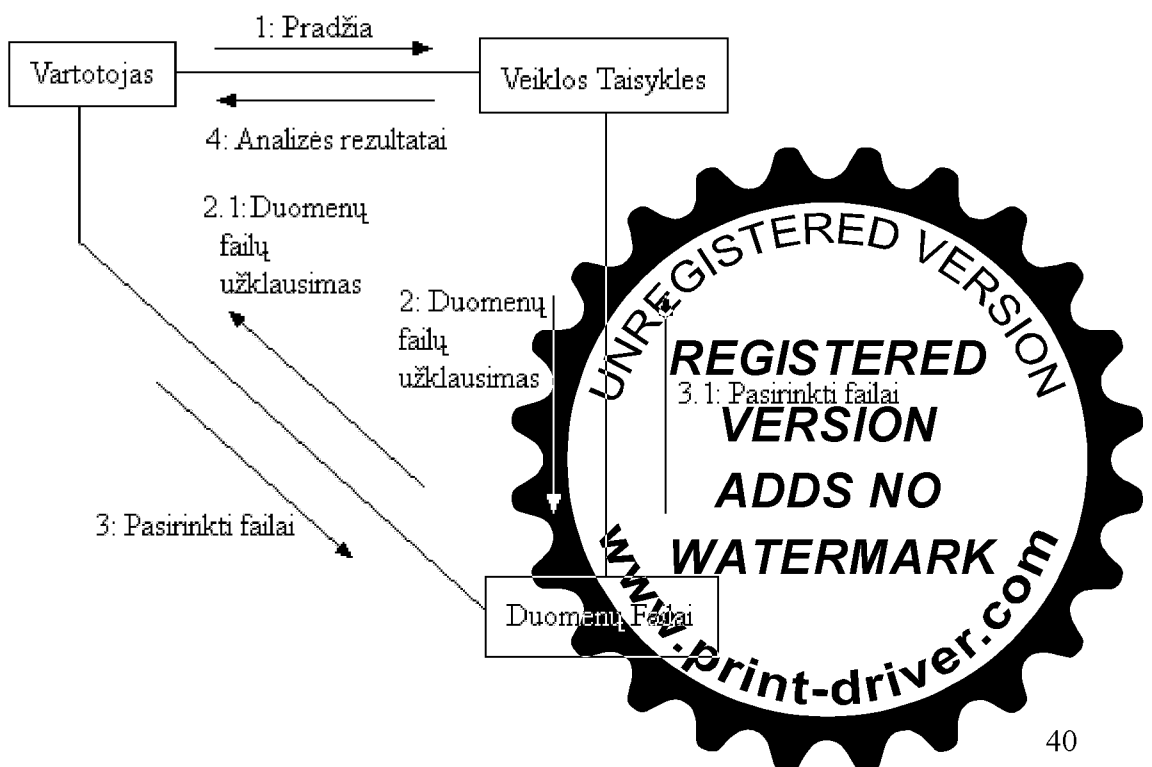 1: Pradžia
Vartotojas
Veiklos Taisykles
4: Analizės rezultatai
2.1:Duomenų
failų
užklausimas
2: Duomenų
failų
užklausimas
3.1: Pasirinkti failai
3: Pasirinkti failai
Duomenų Failai
UNREGISTERED VERSION
REGISTERED
VERSION
ADDS NO
WATERMARK
www.print-driver.com
40